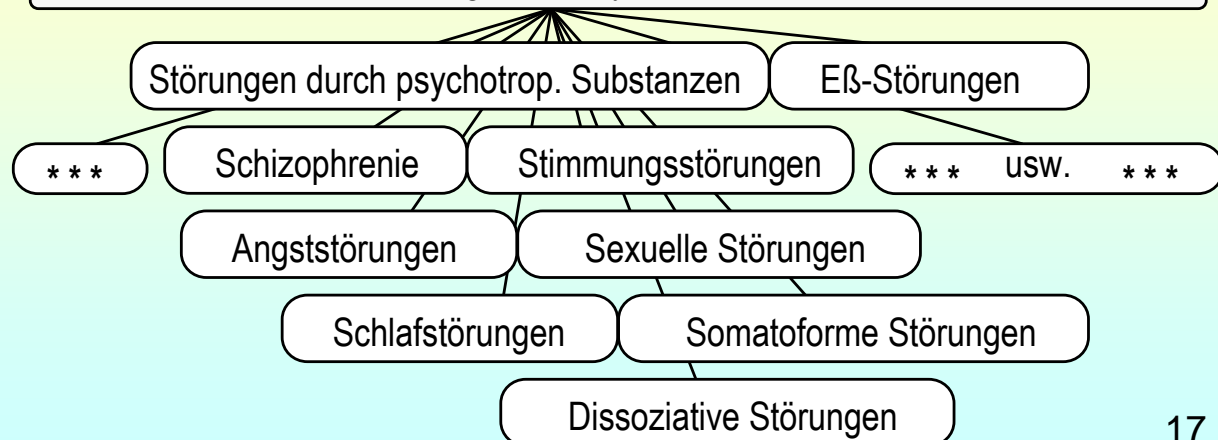 Störungen durch psychotrop. Substanzen Eß-Störungen
* * * Schizophrenie Stimmungsstörungen * * * usw. * * *
Angststörungen Sexuelle Störungen
Schlafstörungen Somatoforme Störungen
Dissoziative Störungen
17